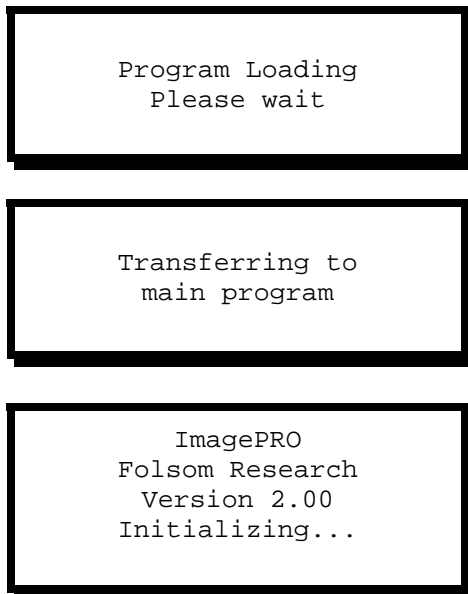 Program Loading
Please wait
Transferring to
main program
ImagePRO
Folsom Research
Version 2.00
Initializing...